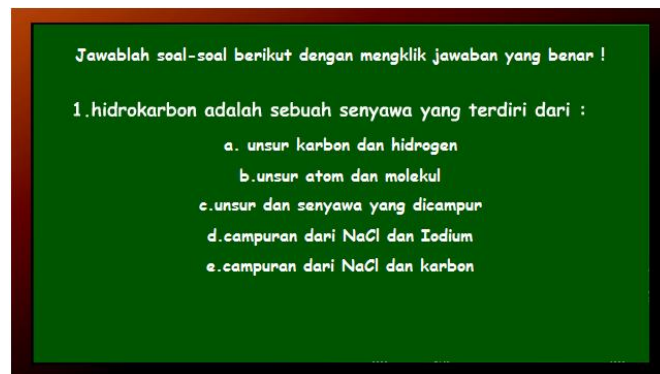 Jawablah soal-soal berikut dengan mengklik jawaban yang benar !
1.hidrokarbon adalah sebuah senyawa yang terdiri dari :
a. unsur karbon dan hidrogen
b.unsur atom dan molekul
c.unsur dan senyawa yang dicampur
d.campuran dari NaCl dan Iodium
e.campuran dari NaCl dan karbon